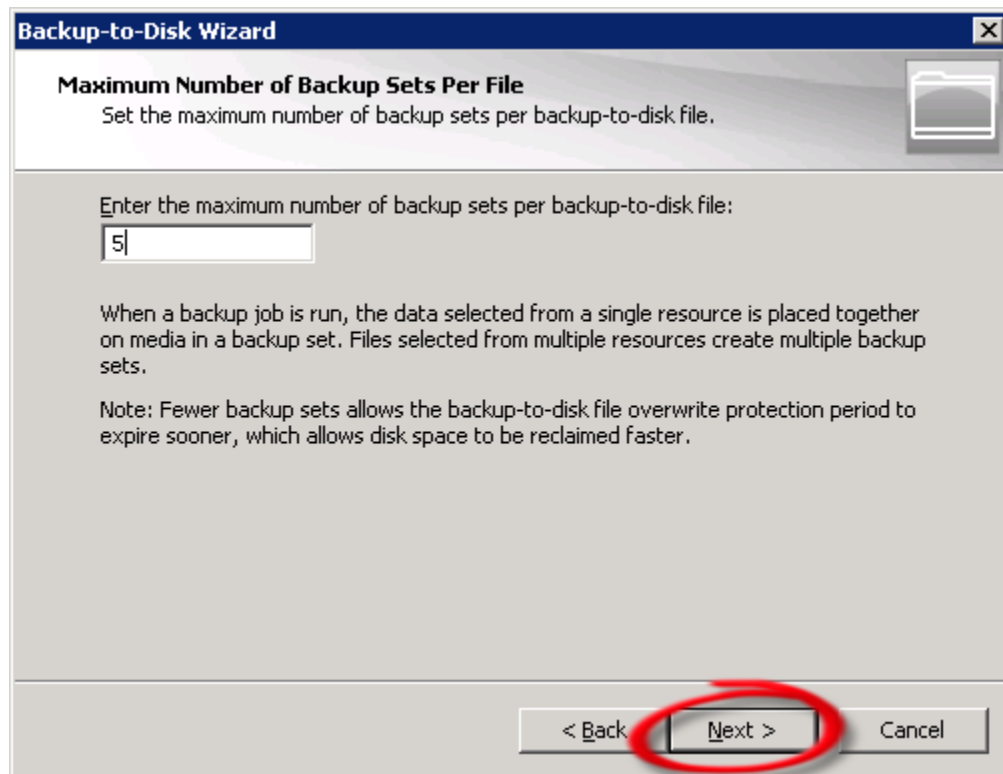 Backup-to-Disk Wizard
Maximum Number of Backup Sets Per File
Set the maximum number of backup sets per backup-to-disk file.
Enter the maximum number of backup sets per backup-to-disk file:
5
When a backup job is run, the data selected from a single resource is placed together
on media in a backup set. Files selected from multiple resources create multiple backup
sets.
Note: Fewer backup sets allows the backup-to-disk file overwrite protection period to
expire sooner, which allows disk space to be reclaimed faster.
< Back Next > Cancel